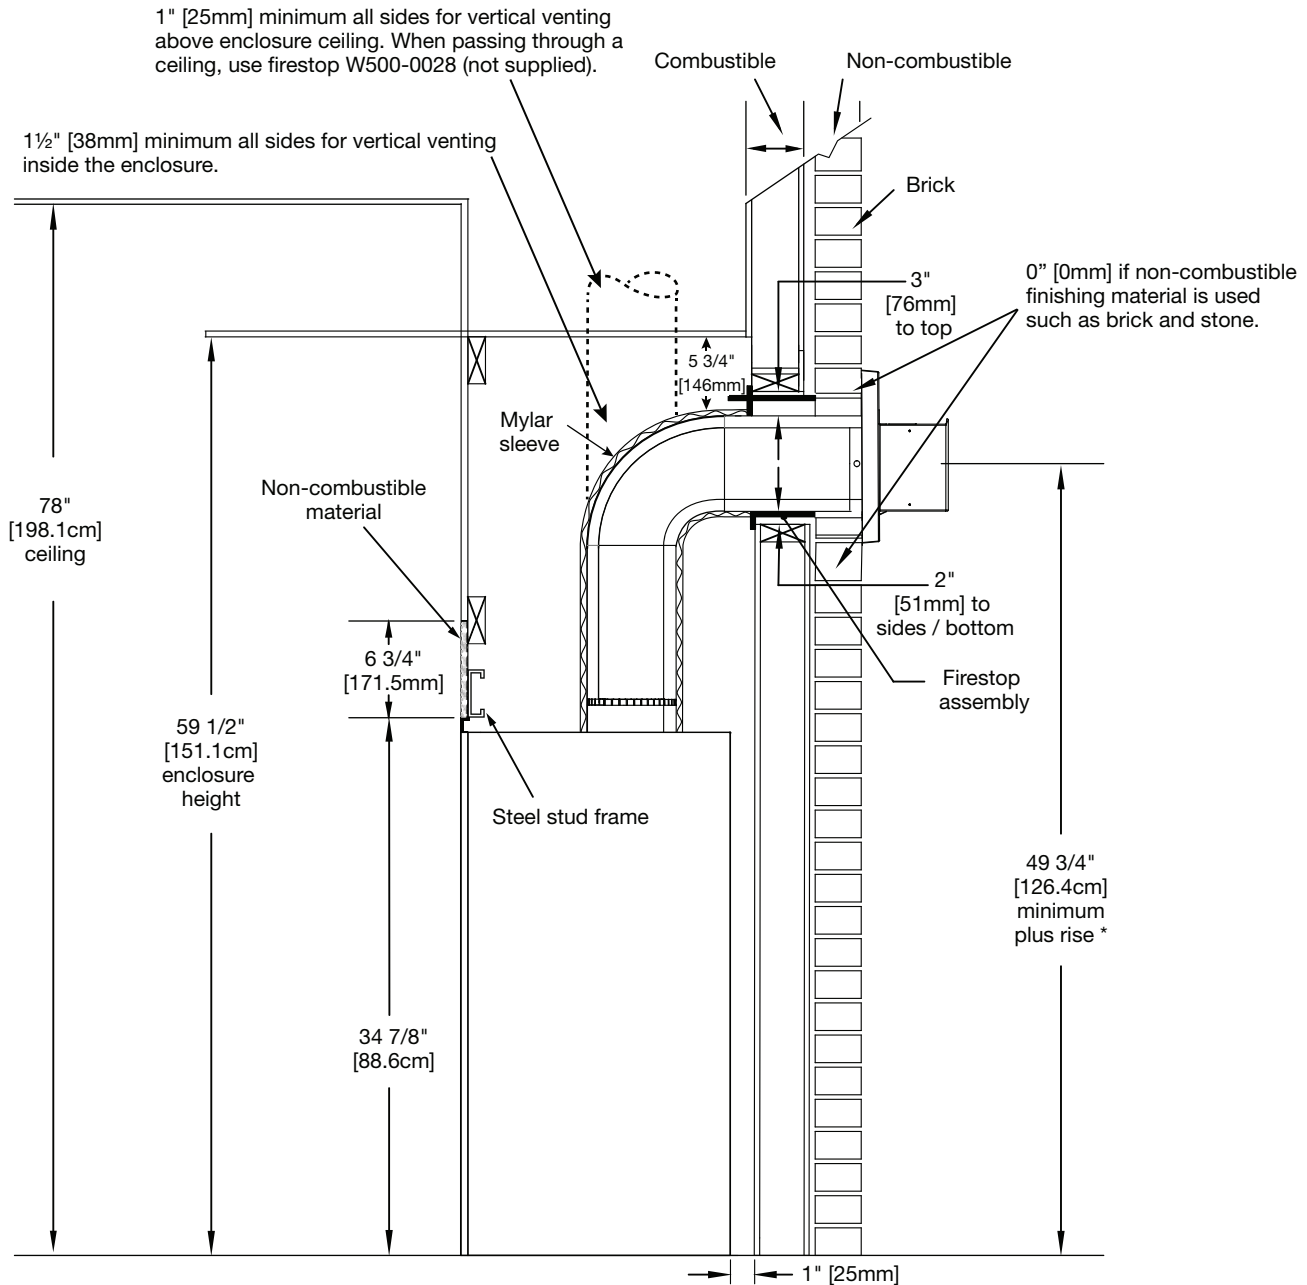 1" [25mm] minimum all sides for vertical venting
above enclosure ceiling. When passing through a
ceiling, use firestop W500-0028 (not supplied).
Combustible
Non-combustible
1½" [38mm] minimum all sides for vertical venting
inside the enclosure.
Brick
3"
[76mm]
to top
0” [0mm] if non-combustible
finishing material is used
such as brick and stone.
5 3/4"
[146mm]
Mylar
sleeve
Non-combustible
material
78"
[198.1cm]
ceiling
2"
[51mm] to
sides / bottom
6 3/4"
[171.5mm]
Firestop
assembly
59 1/2"
[151.1cm]
enclosure
height
Steel stud frame
49 3/4"
[126.4cm]
minimum
plus rise *
34 7/8"
[88.6cm]
1" [25mm]